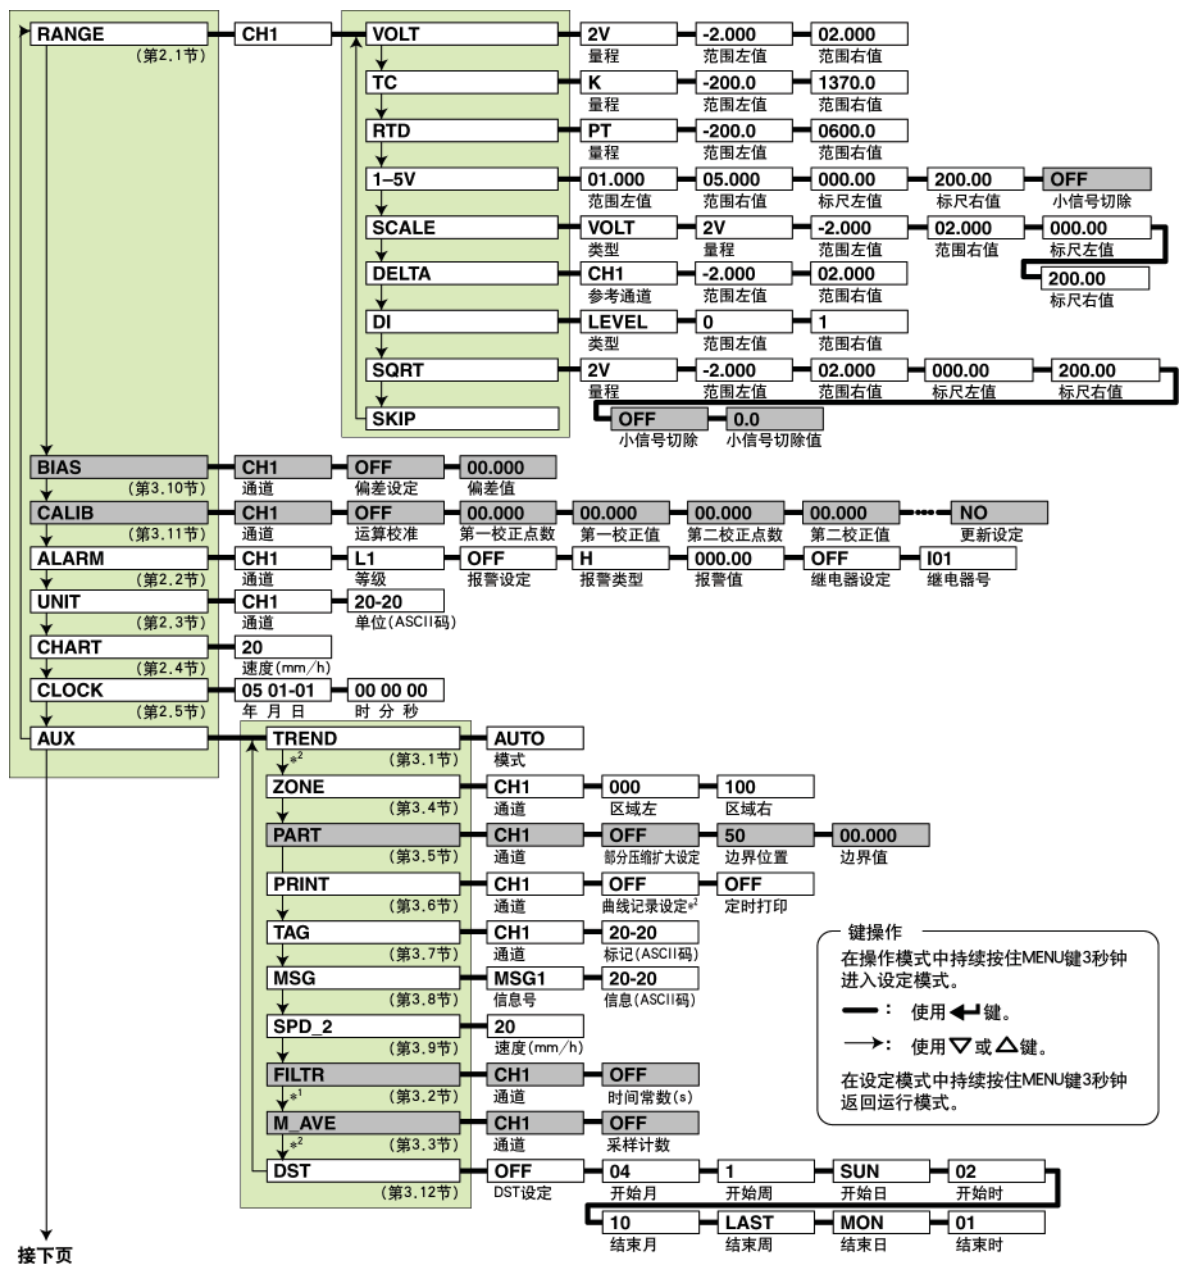 RANGE CH1 VOLT 2V -2.000 02.000
(第2.1节) 量程 范围左值 范围右值
TC K -200.0 1370.0
量程 范围左值 范围右值
RTD PT -200.0 0600.0
量程 范围左值 范围右值
1–5V 01.000 05.000 000.00 200.00 OFF
范围左值 范围右值 标尺左值 标尺右值 小信号切除
SCALE VOLT 2V -2.000 02.000 000.00
类型 量程 范围左值 范围右值 标尺左值
DELTA CH1 -2.000 02.000 200.00
参考通道 范围左值 范围右值 标尺右值
DI LEVEL 0 1
类型 范围左值 范围右值
SQRT 2V -2.000 02.000 000.00 200.00
量程 范围左值 范围右值 标尺左值 标尺右值
SKIP OFF 0.0
小信号切除 小信号切除值
BIAS CH1 OFF 00.000
(第3.10节) 通道 偏差设定 偏差值
CALIB CH1 OFF 00.000 00.000 00.000 00.000 NO
(第3.11节) 通道 运算校准 第一校正点数 第一校正值 第二校正点数 第二校正值 更新设定
ALARM CH1 L1 OFF H 000.00 OFF I01
(第2.2节) 通道 等级 报警设定 报警类型 报警值 继电器设定 继电器号
UNIT CH1 20-20
(第2.3节) 通道 单位(ASCII码)
CHART 20
(第2.4节) 速度(mm/h)
CLOCK 05 01-01 00 00 00
(第2.5节) 年 月 日 时 分 秒
AUX TREND AUTO
*2 (第3.1节) 模式
ZONE CH1 000 100
(第3.4节) 通道 区域左 区域右
PART CH1 OFF 50 00.000
(第3.5节) 通道 部分压缩扩大设定 边界位置 边界值
PRINT CH1 OFF OFF
(第3.6节) 通道 曲线记录设定*2 定时打印
TAG CH1 20-20
(第3.7节) 通道 标记(ASCII码)
MSG MSG1 20-20
(第3.8节) 信息号 信息(ASCII码)
SPD_2 20
(第3.9节) 速度(mm/h)
FILTR CH1 OFF
*1 (第3.2节) 通道 时间常数(s)
M_AVE CH1 OFF
*2 (第3.3节) 通道 采样计数
DST OFF 04 1 SUN 02
(第3.12节) DST设定 开始月 开始周 开始日 开始时
10 LAST MON 01
结束月 结束周 结束日 结束时
接下页
键操作
在操作模式中持续按住MENU键3秒钟
进入设定模式。
: 使用 键。
: 使用▽或△键。
在设定模式中持续按住MENU键3秒钟
返回运行模式。